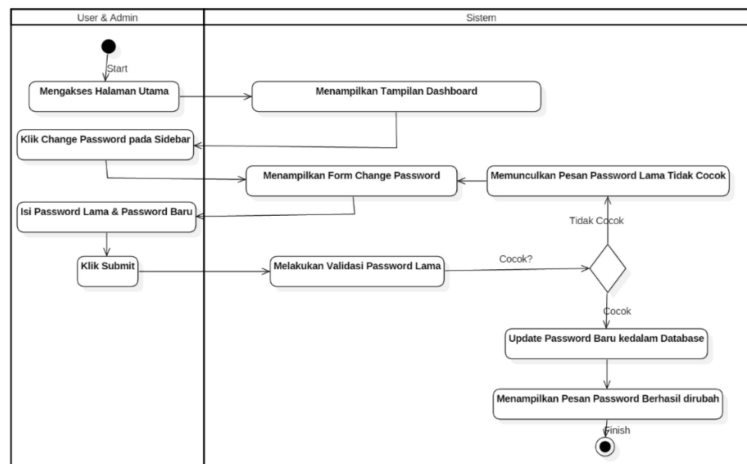 User & Admin
Sistem
Start
Mengakses Halaman Utama
Menampilkan Tampilan Dashboard
Klik Change Password pada Sidebar
Menampilkan Form Change Password
Memunculkan Pesan Password Lama Tidak Cocok
Isi Password Lama & Password Baru
Tidak Cocok
Klik Submit
Melakukan Validasi Password Lama
Cocok?
Cocok
Update Password Baru kedalam Database
Menampilkan Pesan Password Berhasil dirubah
Finish